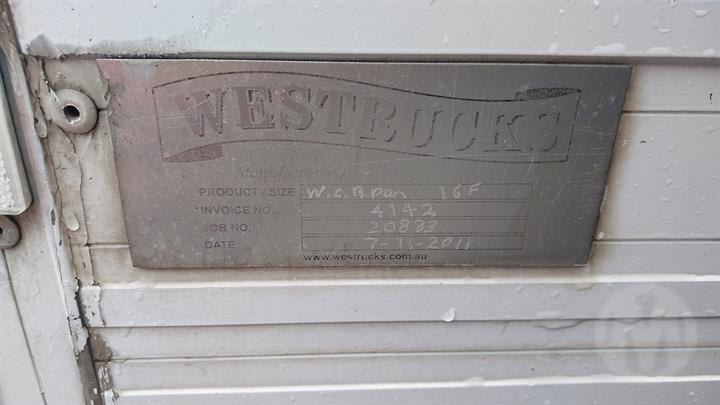 WESTRUCKS
PRODUCT / SIZE W.C.B pan 16F
INVOICE NO. 4142
JOB NO. 20833
DATE 7-11-2011
www.westrucks.com.au